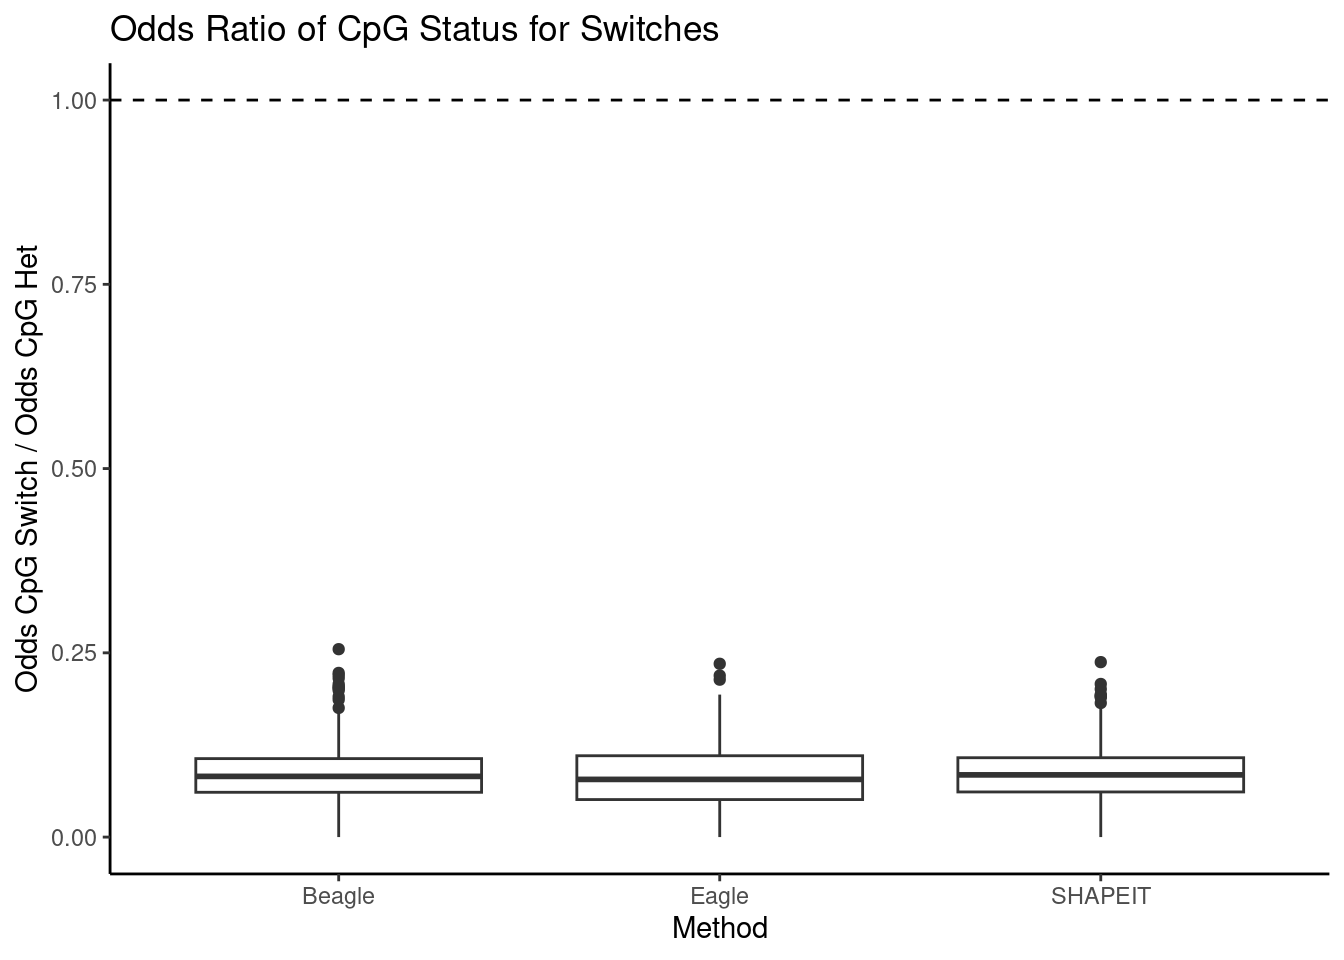 Odds Ratio of CpG Status for Switches
Odds CpG Switch / Odds CpG Het
1.00
0.75
0.50
0.25
0.00
Beagle
Eagle
SHAPEIT
Method